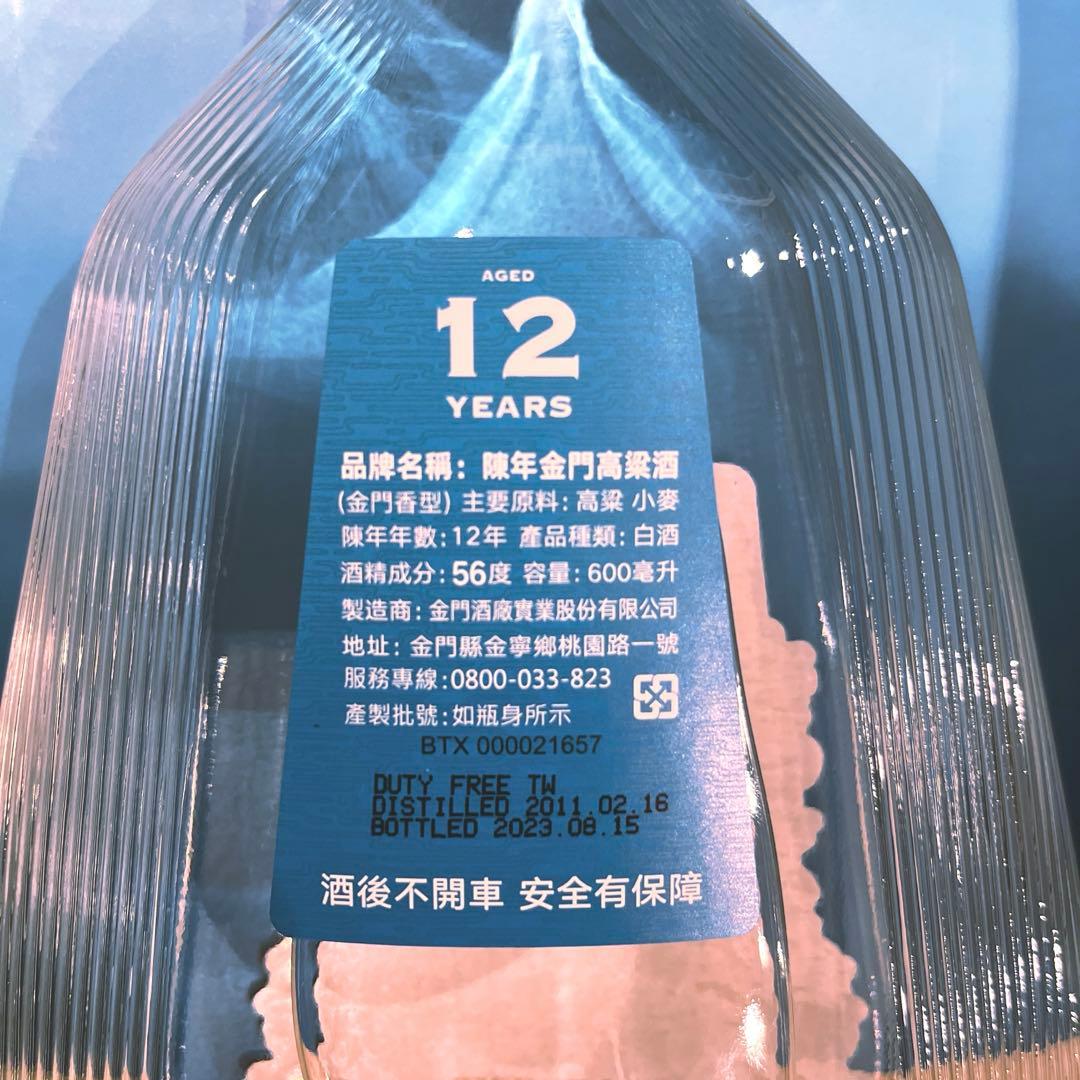 AGED
12
YEARS
品牌名稱: 陳年金門高粱酒
(金門香型) 主要原料: 高粱 小麥
陳年年數:12年 產品種類:白酒
酒精成分:56度 容量:600毫升
製造商: 金門酒廠實業股份有限公司
地址: 金門縣金寧鄉桃園路一號
服務專線:0800-033-823
產製批號:如瓶身所示
BTX 000021657
DUTY FREE TW
DISTILLED 2011.02.16
BOTTLED 2023.08.15
酒後不開車 安全有保障